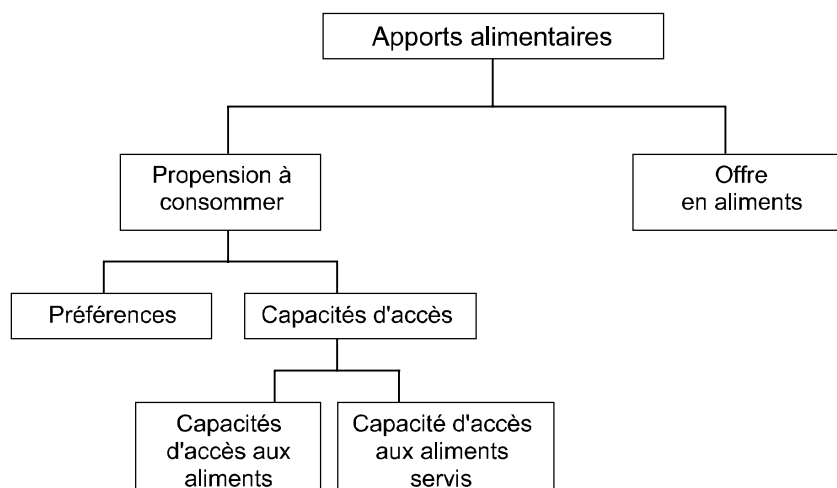 Apports alimentaires
Propension à
consommer
Offre
en aliments
Préférences
Capacités d'accès
Capacités
d'accès aux
aliments
Capacité d'accès
aux aliments
servis